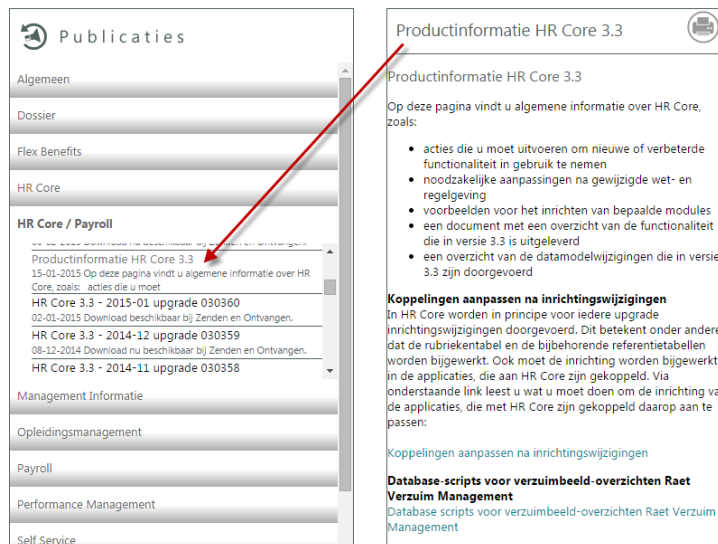 Publicaties
Algemeen
Dossier
Flex Benefits
HR Core
HR Core / Payroll
Productinformatie HR Core 3.3
15-01-2015 Op deze pagina vindt u algemene informatie over HR
Core, zoals: acties die u moet
HR Core 3.3 - 2015-01 upgrade 030360
02-01-2015 Download beschikbaar bij Zenden en Ontvangen.
HR Core 3.3 - 2014-12 upgrade 030359
08-12-2014 Download nu beschikbaar bij Zenden en Ontvangen.
HR Core 3.3 - 2014-11 upgrade 030358
Management Informatie
Opleidingsmanagement
Payroll
Performance Management
Self Service
Productinformatie HR Core 3.3
Productinformatie HR Core 3.3
Op deze pagina vindt u algemene informatie over HR Core,
zoals:
acties die u moet uitvoeren om nieuwe of verbeterde
functionaliteit in gebruik te nemen
noodzakelijke aanpassingen na gewijzigde wet- en
regelgeving
voorbeelden voor het inrichten van bepaalde modules
een document met een overzicht van de functionaliteit
die in versie 3.3 is uitgeleverd
een overzicht van de datamodelwijzigingen die in versie
3.3 zijn doorgevoerd
Koppelingen aanpassen na inrichtingswijzigingen
In HR Core worden in principe voor iedere upgrade
inrichtingswijzigingen doorgevoerd. Dit betekent onder andere
dat de rubriekentabel en de bijbehorende referentietabellen
worden bijgewerkt. Ook moet de inrichting worden bijgewerkt
in de applicaties, die aan HR Core zijn gekoppeld. Via
onderstaande link leest u wat u moet doen om de inrichting va
de applicaties, die met HR Core zijn gekoppeld daarop aan te
passen:
Koppelingen aanpassen na inrichtingswijzigingen
Database-scripts voor verzuimbeeld-overzichten Raet
Verzuim Management
Database scripts voor verzuimbeeld-overzichten Raet Verzuim
Management